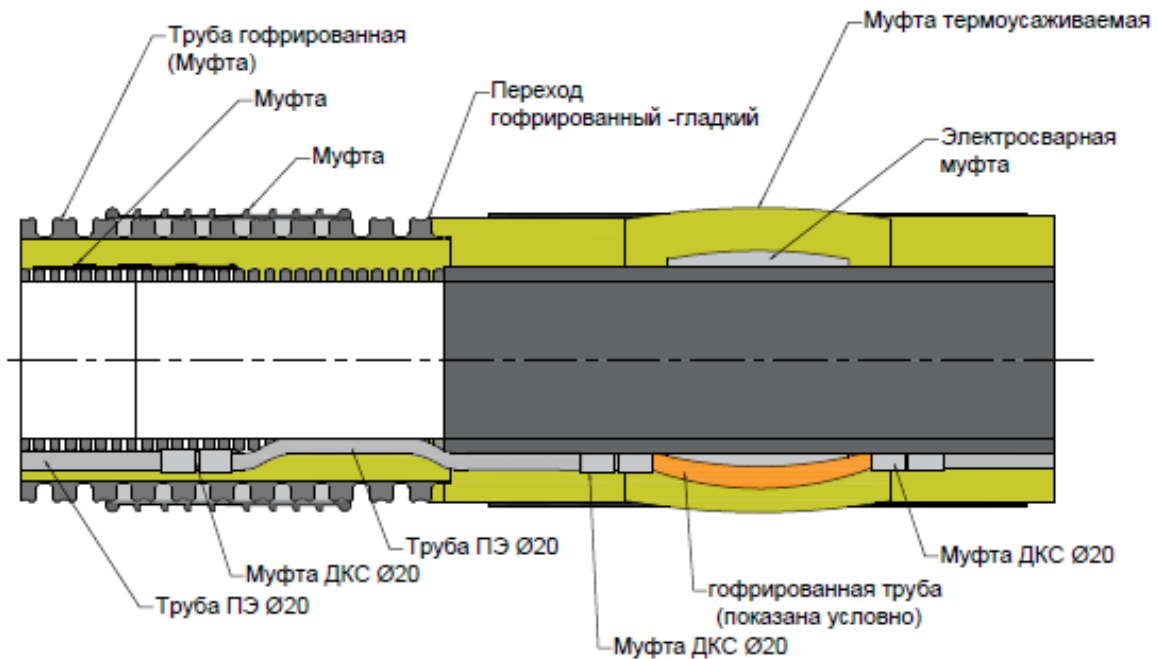 Труба гофрированная
(Муфта)
Муфта
Муфта
Переход
гофрированный -гладкий
Муфта термоусаживаемая
Электросварная
муфта
Труба ПЭ Ø20
Муфта ДКС Ø20
Труба ПЭ Ø20
Муфта ДКС Ø20
гофрированная труба
(показана условно)
Муфта ДКС Ø20